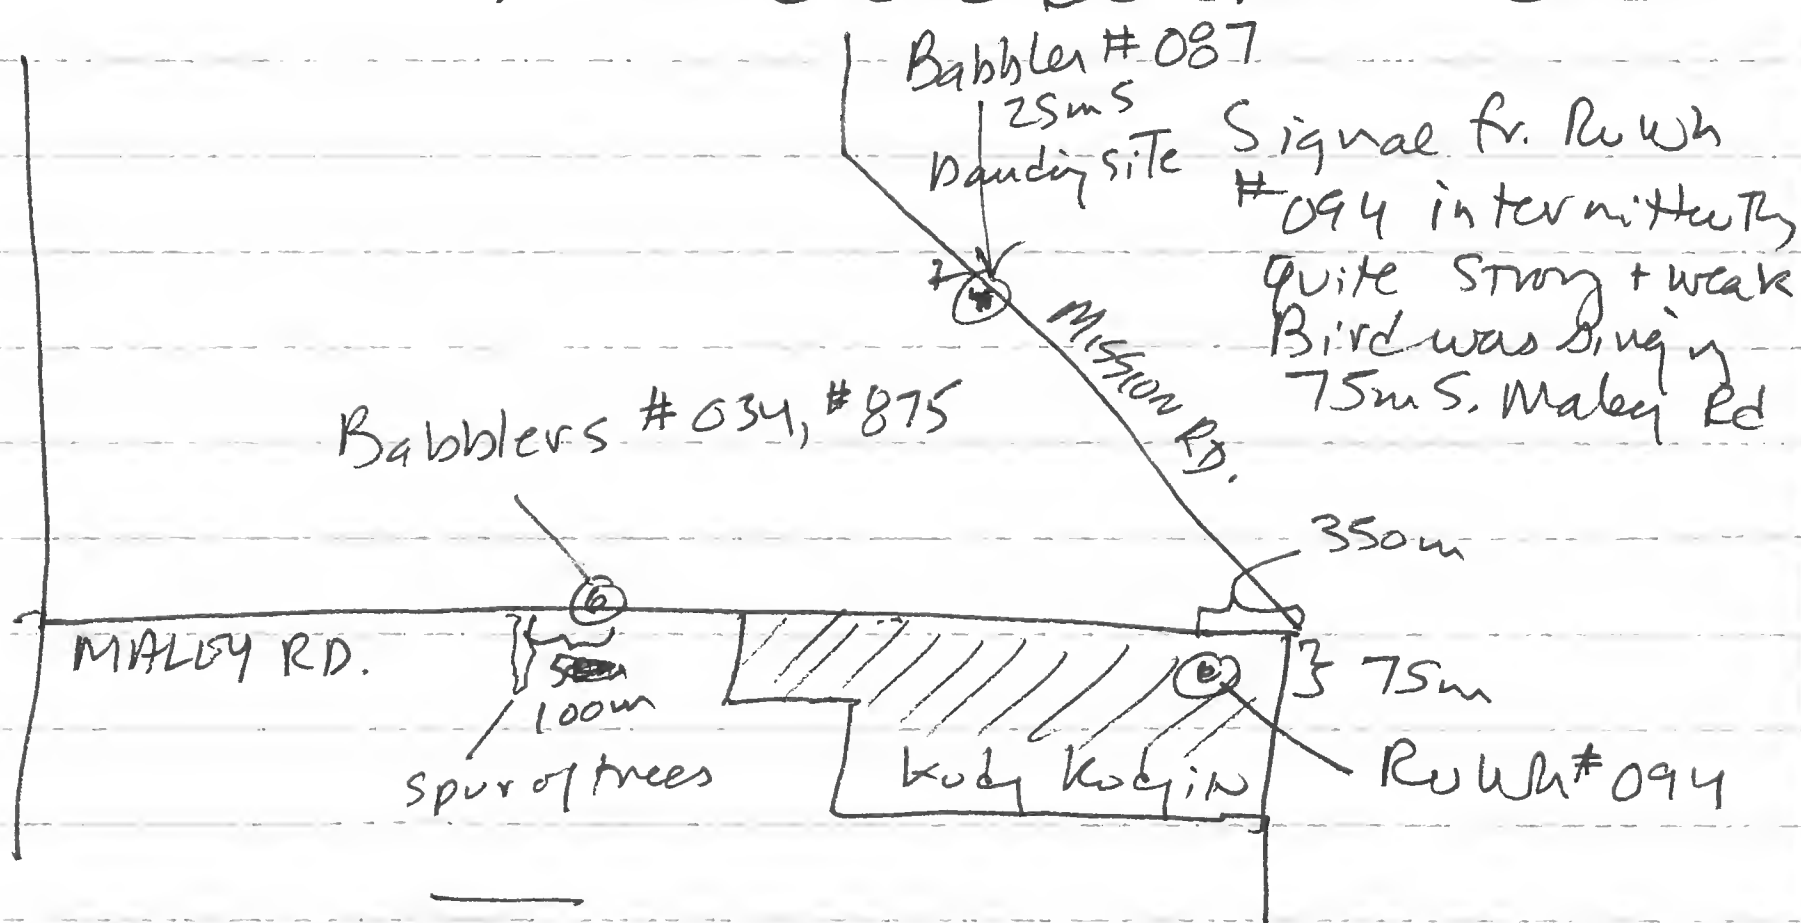 Babbler # 087
25m S
Banding site
Signal fr. RuWh
#094 intermittently
quite strong + weak
Bird was singing
75m S. Maley Rd
MISSION RD.
Babblers #034, #875
350m
6
MALEY RD.
100m
75m
spur of trees
RuWh #094